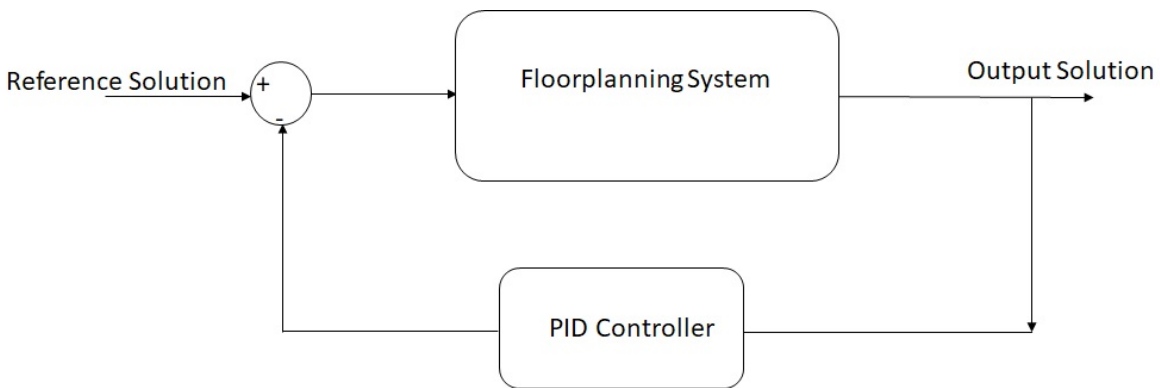 Reference Solution
+
-
Floorplanning System
Output Solution
PID Controller